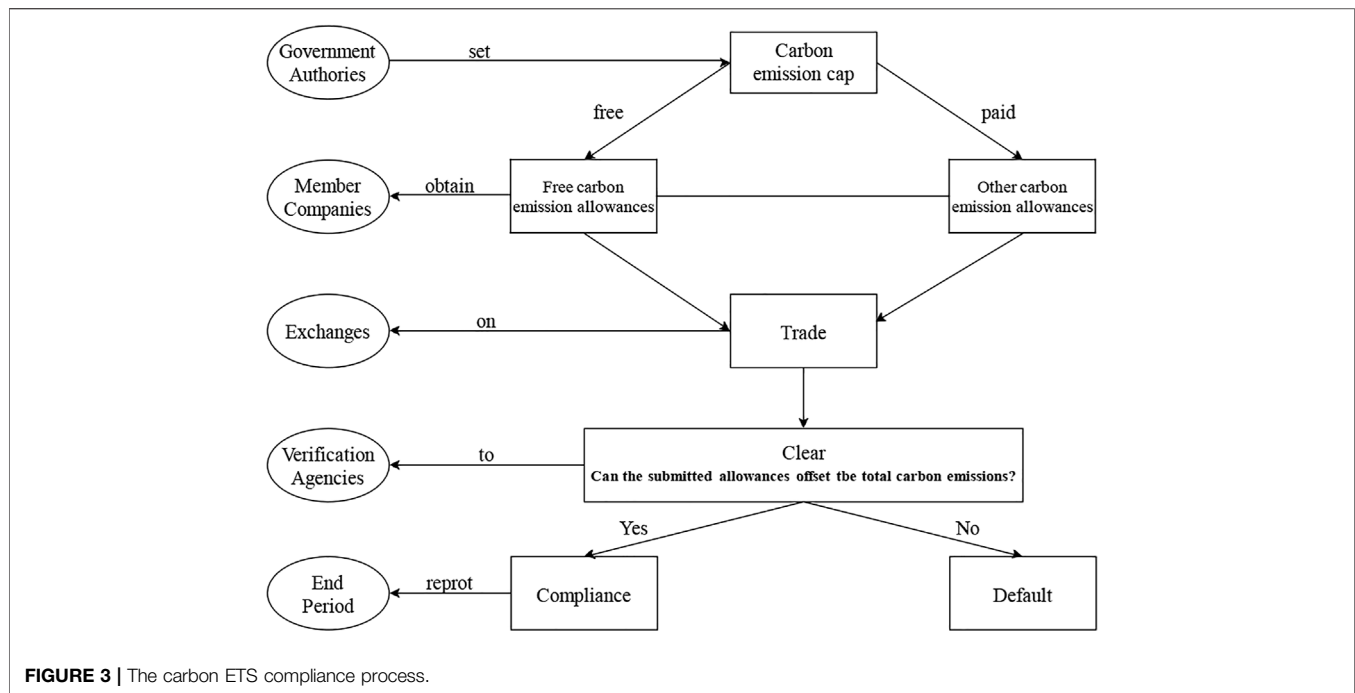 Government
Authories
set
Carbon
emission cap
free
paid
Member
Companies
obtain
Free carbon
emission allowances
Other carbon
emission allowances
Exchanges
on
Trade
Verification
Agencies
to
Clear
Can the submitted allowances offset tbe total carbon emissions?
Yes
No
End
Period
reprot
Compliance
Default
FIGURE 3 | The carbon ETS compliance process.